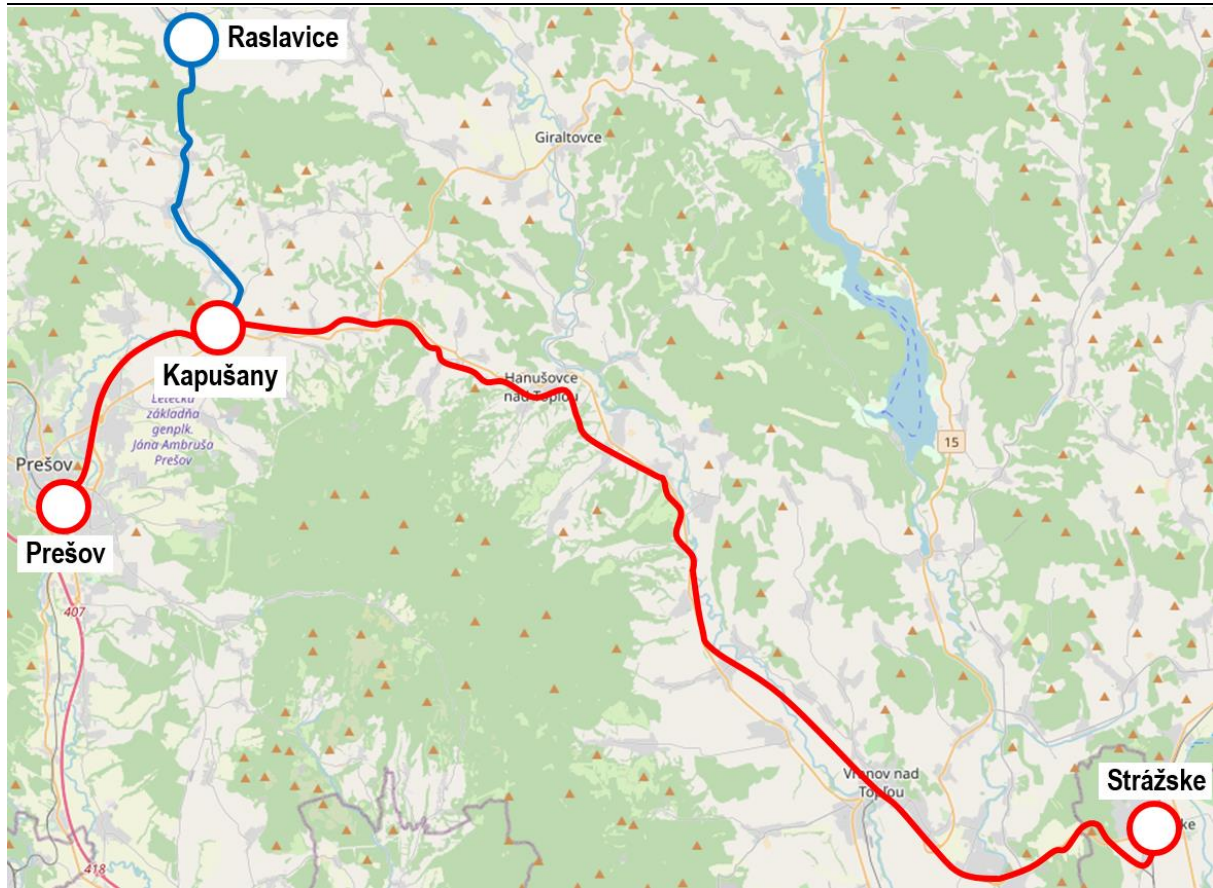 Raslavice
Giraltovce
Kapušany
Letecká
základňa
genplk.
Jána Ambruša
Prešov
Hanušovce
nad Topľou
15
Prešov
Prešov
407
Strážske
Vranov nad
Topľou
418